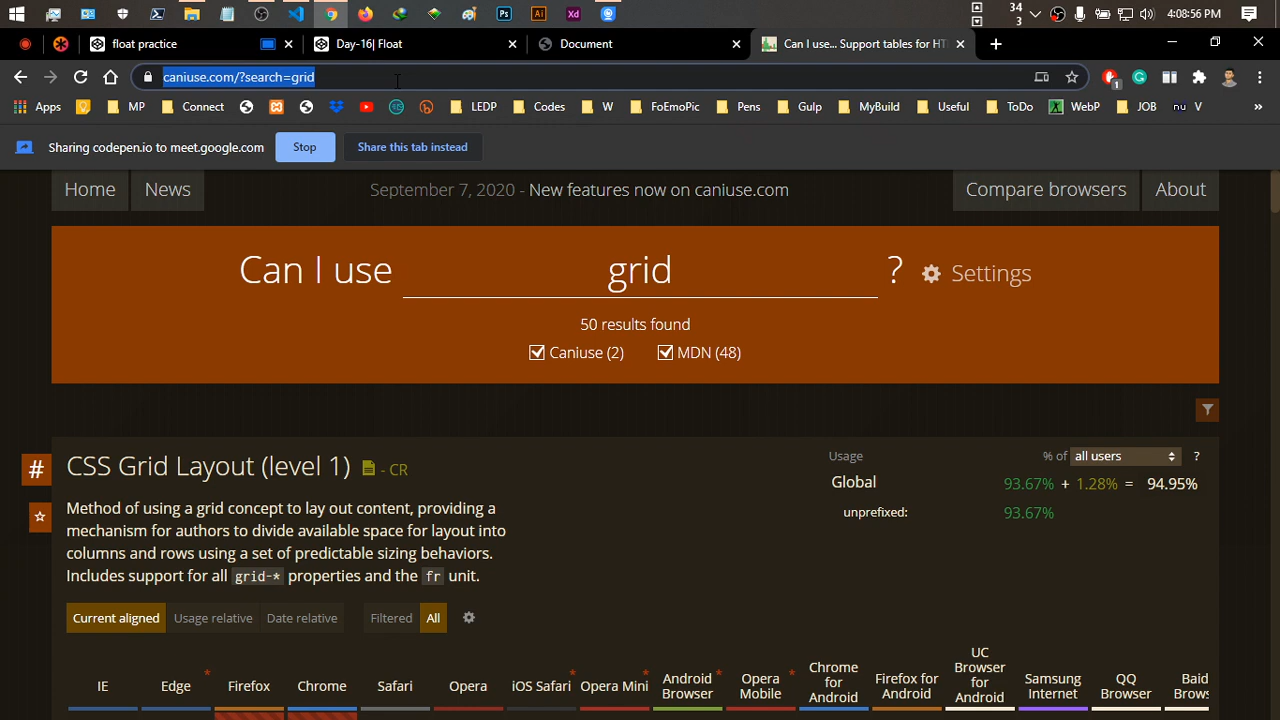 34
3
4:08:56 PM
float practice
Day-16| Float
Document
Can I use... Support tables for HT
caniuse.com/?search=grid
1
Apps
MP
Connect
LEDP
Codes
W
FoEmoPic
Pens
Gulp
MyBuild
Useful
ToDo
WebP
JOB
nu
V
»
Sharing codepen.io to meet.google.com
Stop
Share this tab instead
Home
News
September 7, 2020 - New features now on caniuse.com
Compare browsers
About
Can I use
grid
?
Settings
50 results found
Caniuse (2)
MDN (48)
#
CSS Grid Layout (level 1)
- CR
Method of using a grid concept to lay out content, providing a
mechanism for authors to divide available space for layout into
columns and rows using a set of predictable sizing behaviors.
Includes support for all grid-* properties and the fr unit.
Usage
% of all users
?
Global
93.67% + 1.28% = 94.95%
unprefixed:
93.67%
Current aligned
Usage relative
Date relative
Filtered
All
IE
Edge
*
Firefox
Chrome
Safari
Opera
iOS Safari
*
Opera Mini
*
Android
Browser
*
Opera
Mobile
*
Chrome
for
Android
Firefox for
Android
UC
Browser
for
Android
Samsung
Internet
QQ
Browser
Baid
Brows